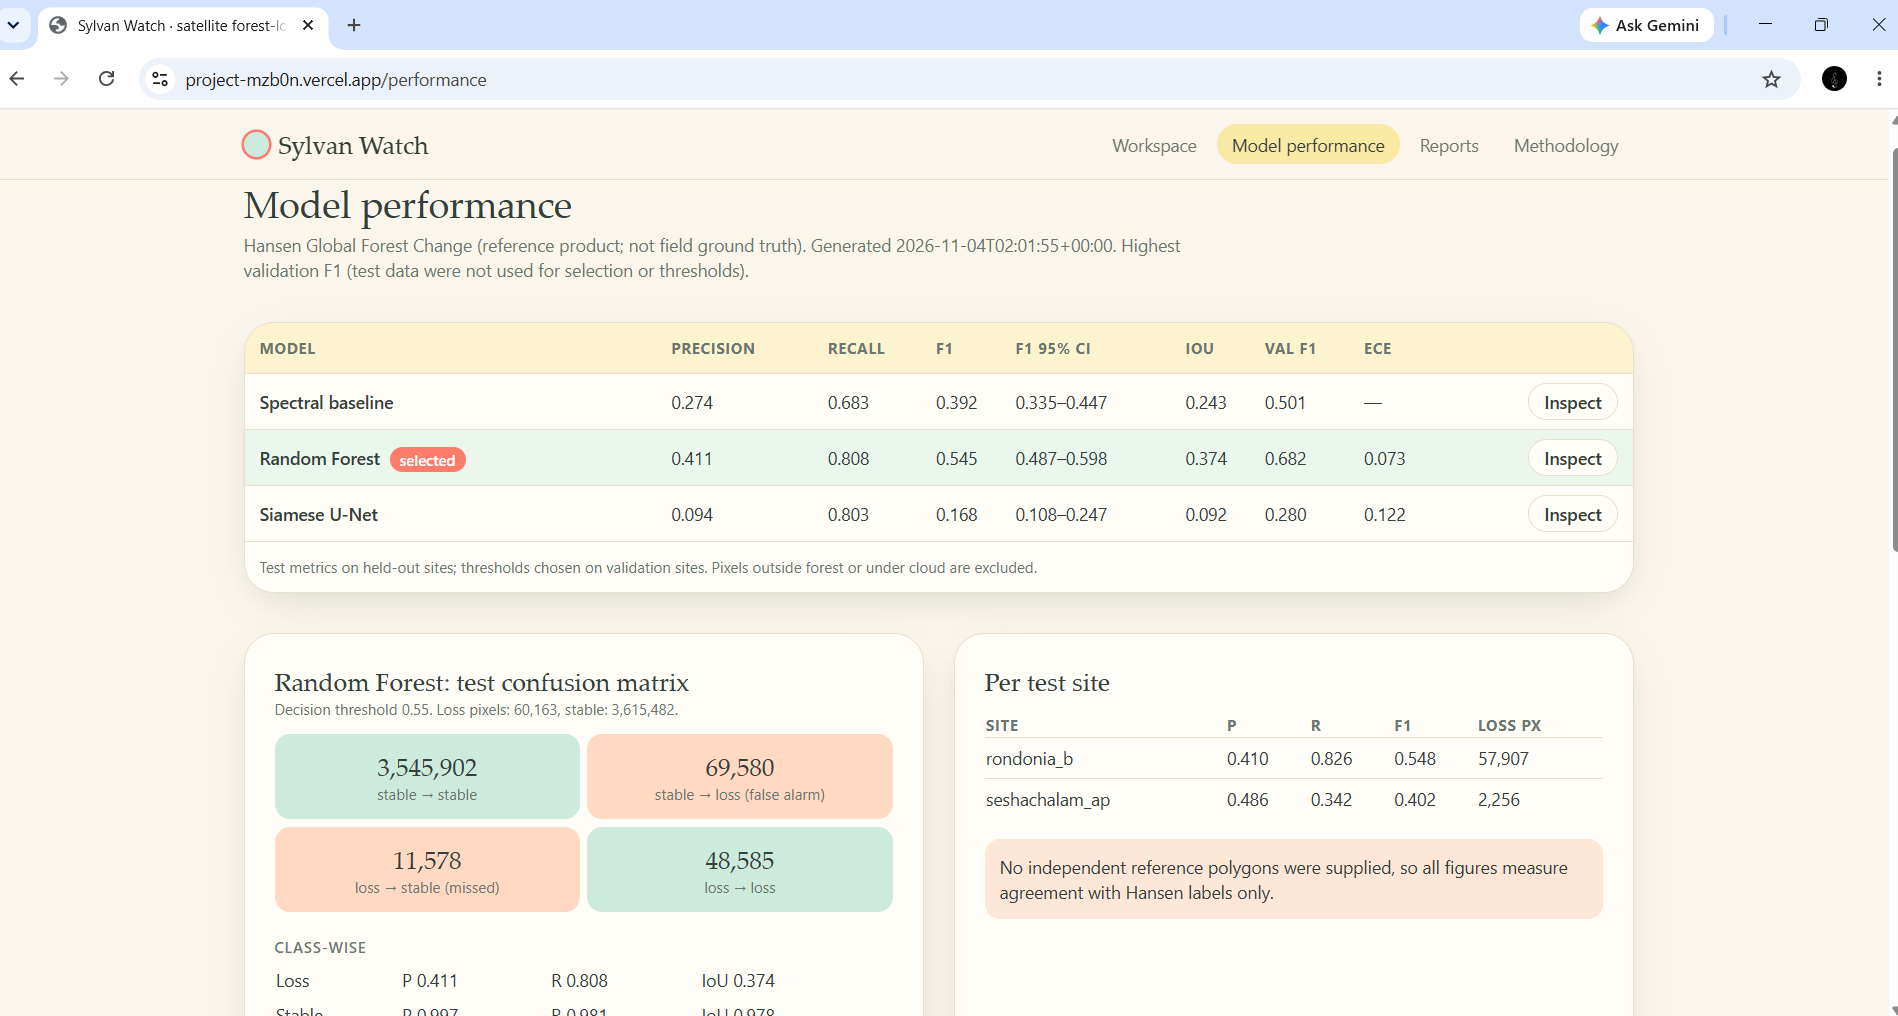 Sylvan Watch · satellite forest-lo
Ask Gemini
project-mzb0n.vercel.app/performance
Sylvan Watch
Workspace
Model performance
Reports
Methodology
Model performance
Hansen Global Forest Change (reference product; not field ground truth). Generated 2026-11-04T02:01:55+00:00. Highest
validation F1 (test data were not used for selection or thresholds).
MODEL PRECISION RECALL F1 F1 95% CI IOU VAL F1 ECE
Spectral baseline 0.274 0.683 0.392 0.335–0.447 0.243 0.501 — Inspect
Random Forest selected 0.411 0.808 0.545 0.487–0.598 0.374 0.682 0.073 Inspect
Siamese U-Net 0.094 0.803 0.168 0.108–0.247 0.092 0.280 0.122 Inspect
Test metrics on held-out sites; thresholds chosen on validation sites. Pixels outside forest or under cloud are excluded.
Random Forest: test confusion matrix
Decision threshold 0.55. Loss pixels: 60,163, stable: 3,615,482.
3,545,902
stable → stable
69,580
stable → loss (false alarm)
11,578
loss → stable (missed)
48,585
loss → loss
CLASS-WISE
Loss P 0.411 R 0.808 IoU 0.374
Stable P 0.997 R 0.981 IoU 0.978
Per test site
SITE P R F1 LOSS PX
rondonia_b 0.410 0.826 0.548 57,907
seshachalam_ap 0.486 0.342 0.402 2,256
No independent reference polygons were supplied, so all figures measure
agreement with Hansen labels only.